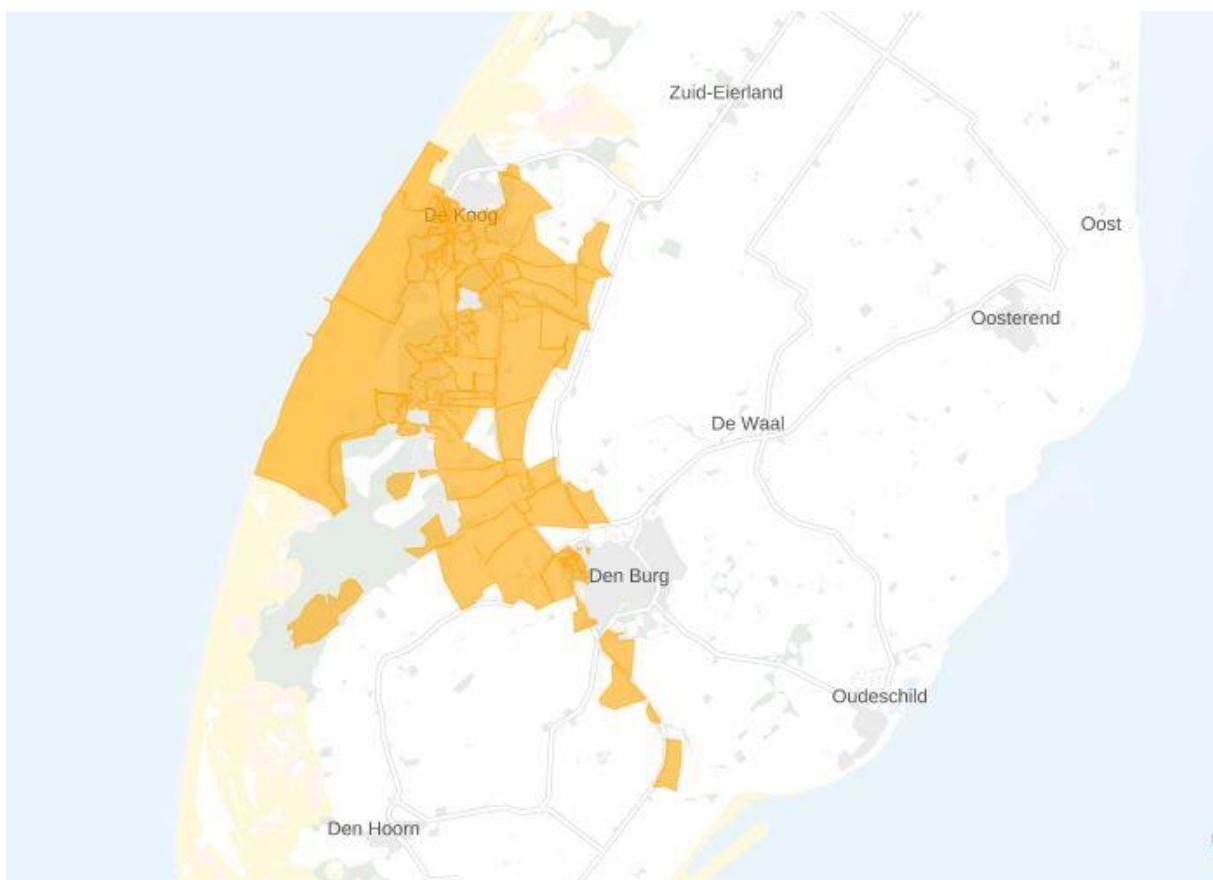 Zuid-Eierland
De Koog
Oost
Oosterend
De Waal
Den Burg
Oudeschild
Den Hoorn